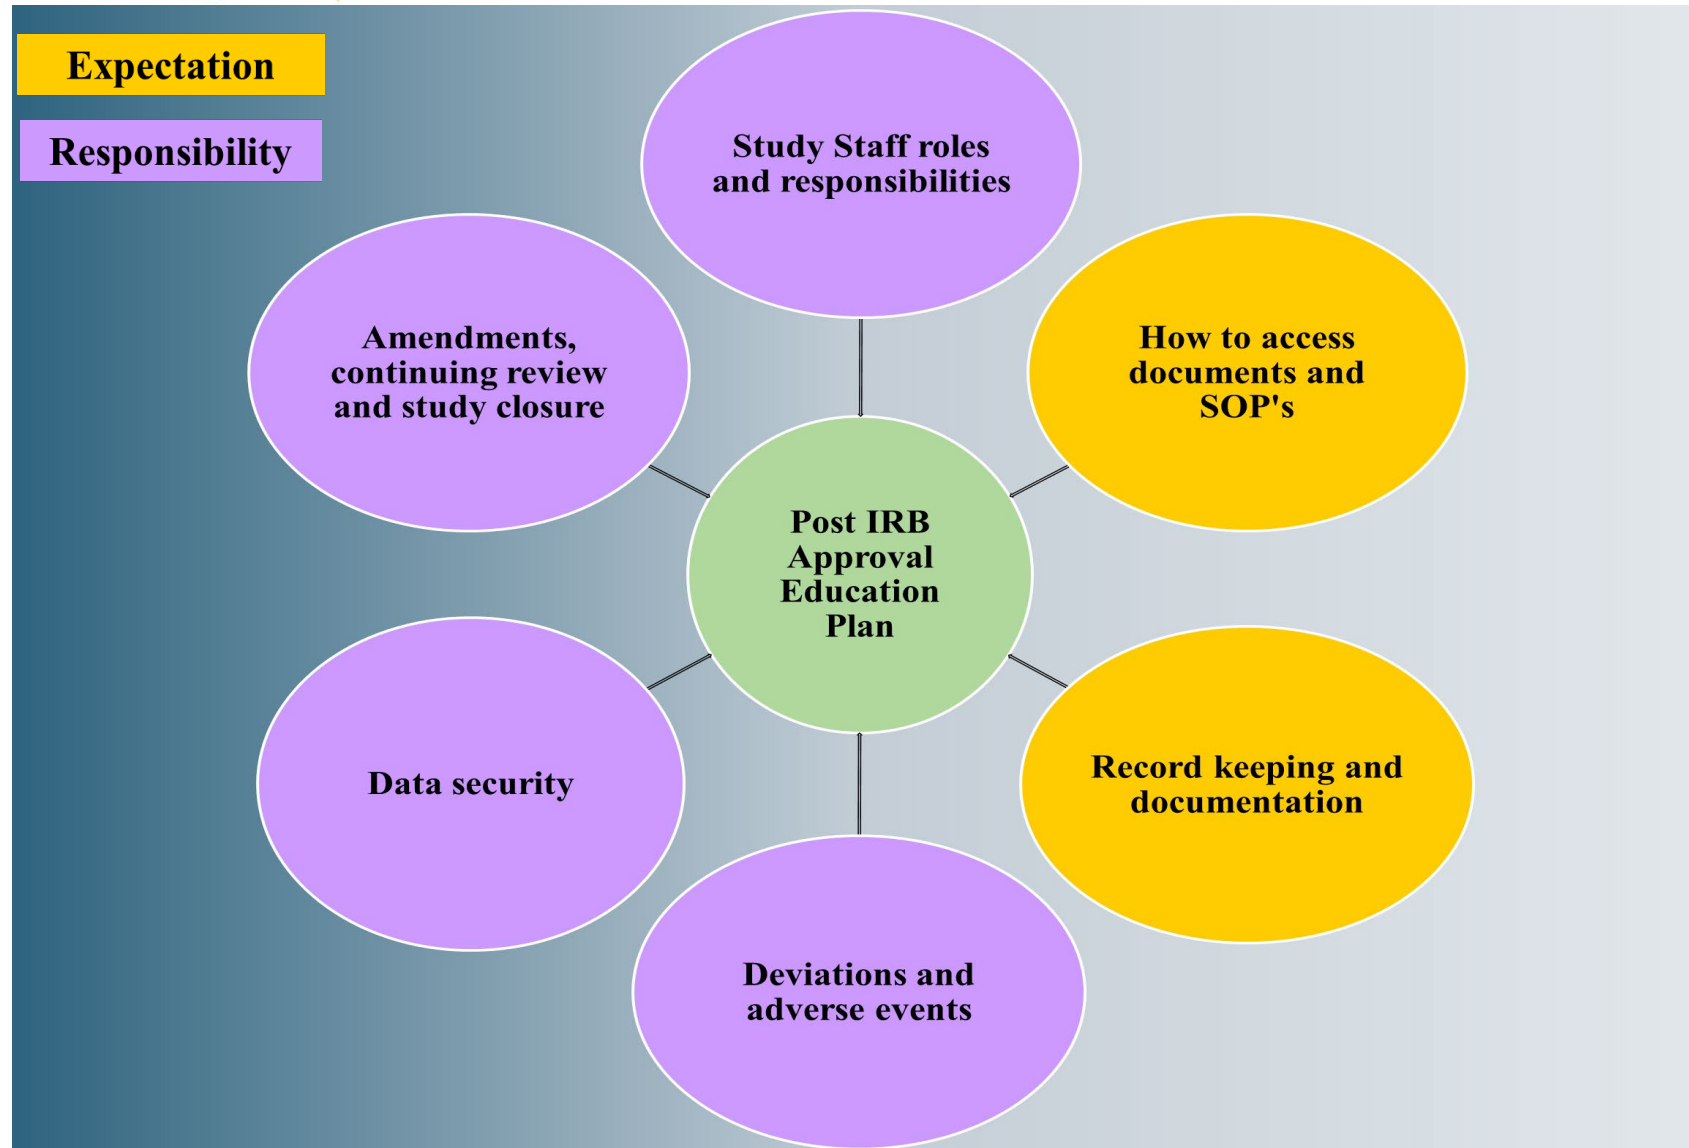 Expectation
Responsibility
Study Staff roles
and responsibilities
Amendments,
continuing review
and study closure
How to access
documents and
SOP's
Post IRB
Approval
Education
Plan
Data security
Record keeping and
documentation
Deviations and
adverse events